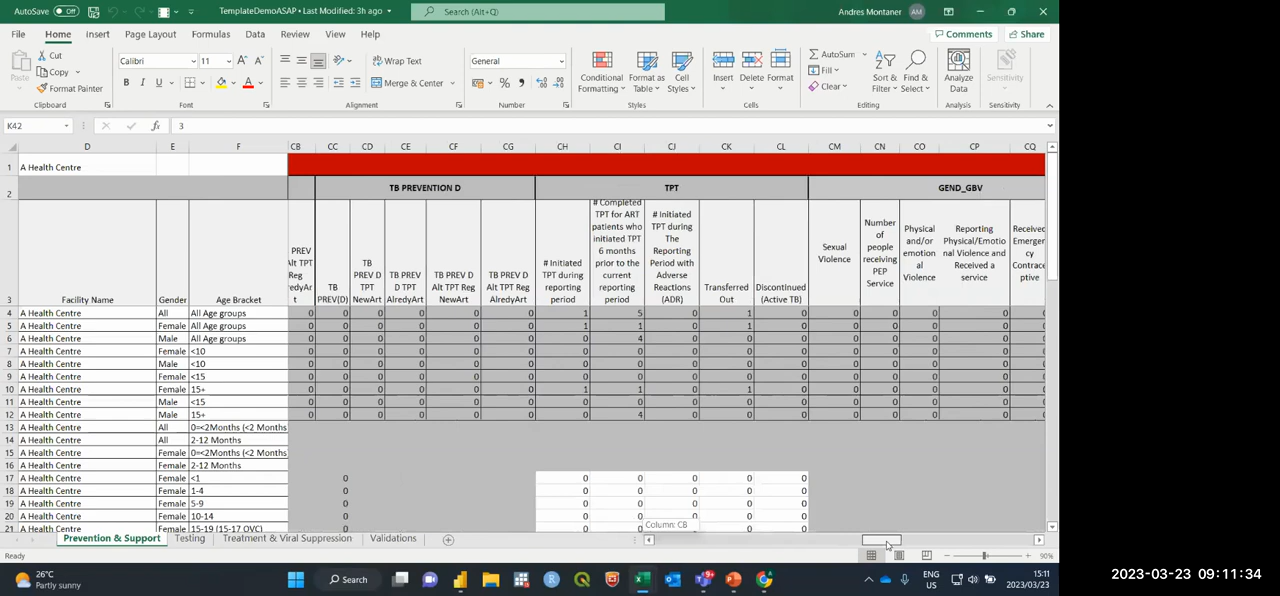 AutoSave Off TemplateDemoASAP • Last Modified: 3h ago Search (Alt+Q) Andres Montaner AM
File Home Insert Page Layout Formulas Data Review View Help Comments Share
Paste Cut Copy Format Painter Calibri 11 B I U Wrap Text Merge & Center General Conditional Formatting Format as Table Cell Styles Insert Delete Format AutoSum Fill Clear Sort & Filter Find & Select Analyze Data Sensitivity
Clipboard Font Alignment Number Styles Cells Editing Analysis Sensitivity
K42 fx 3
D E F CB CC CD CE CF CG CH CI CJ CK CL CM CN CO CP CQ
1 A Health Centre
2 TB PREVENTION D TPT GEND_GBV
3 Facility Name Gender Age Bracket PREV Alt TPT Reg t TB PREV(D) TB PREV D TPT NewArt TB PREV D TPT AlredyArt TB PREV D Alt TPT Reg NewArt TB PREV D Alt TPT Reg AlredyArt # Initiated TPT during reporting period # Completed TPT for ART patients who initiated TPT 6 months prior to the current reporting period # Initiated TPT during The Reporting Period with Adverse Reactions (ADR) Transferred Out Discontinued (Active TB) Sexual Violence Number of people receiving PEP Service Physical and/or emotional Violence Reporting Physical/Emotional Violence and Received a service Received Emergency Contraceptive
4 A Health Centre All All Age groups 0 0 0 0 0 0 1 5 0 1 0 0 0 0 0 0
5 A Health Centre Female All Age groups 0 0 0 0 0 0 1 1 0 1 0 0 0 0 0 0
6 A Health Centre Male All Age groups 0 0 0 0 0 0 0 4 0 0 0 0 0 0 0 0
7 A Health Centre Female <10 0 0 0 0 0 0 0 0 0 0 0 0 0 0 0 0
8 A Health Centre Male <10 0 0 0 0 0 0 0 0 0 0 0 0 0 0 0 0
9 A Health Centre Female <15 0 0 0 0 0 0 0 0 0 0 0 0 0 0 0 0
10 A Health Centre Female 15+ 0 0 0 0 0 0 1 1 0 1 0 0 0 0 0 0
11 A Health Centre Male <15 0 0 0 0 0 0 0 0 0 0 0 0 0 0 0 0
12 A Health Centre Male 15+ 0 0 0 0 0 0 0 4 0 0 0 0 0 0 0 0
13 A Health Centre All 0=<2Months (<2 Months
14 A Health Centre All 2-12 Months
15 A Health Centre Female 0=<2Months (<2 Months
16 A Health Centre Female 2-12 Months
17 A Health Centre Female <1 0 0 0 0 0 0
18 A Health Centre Female 1-4 0 0 0 0 0 0
19 A Health Centre Female 5-9 0 0 0 0 0 0
20 A Health Centre Female 10-14 0 0 0 0 0 0
21 A Health Centre Female 15-19 (15-17 OVC) 0 0 0 0 0 0
Column: CB
Prevention & Support Testing Treatment & Viral Suppression Validations
Ready 90%
26°C
Partly sunny
Search
ENG
US
15:11
2023/03/23
2023-03-23 09:11:34